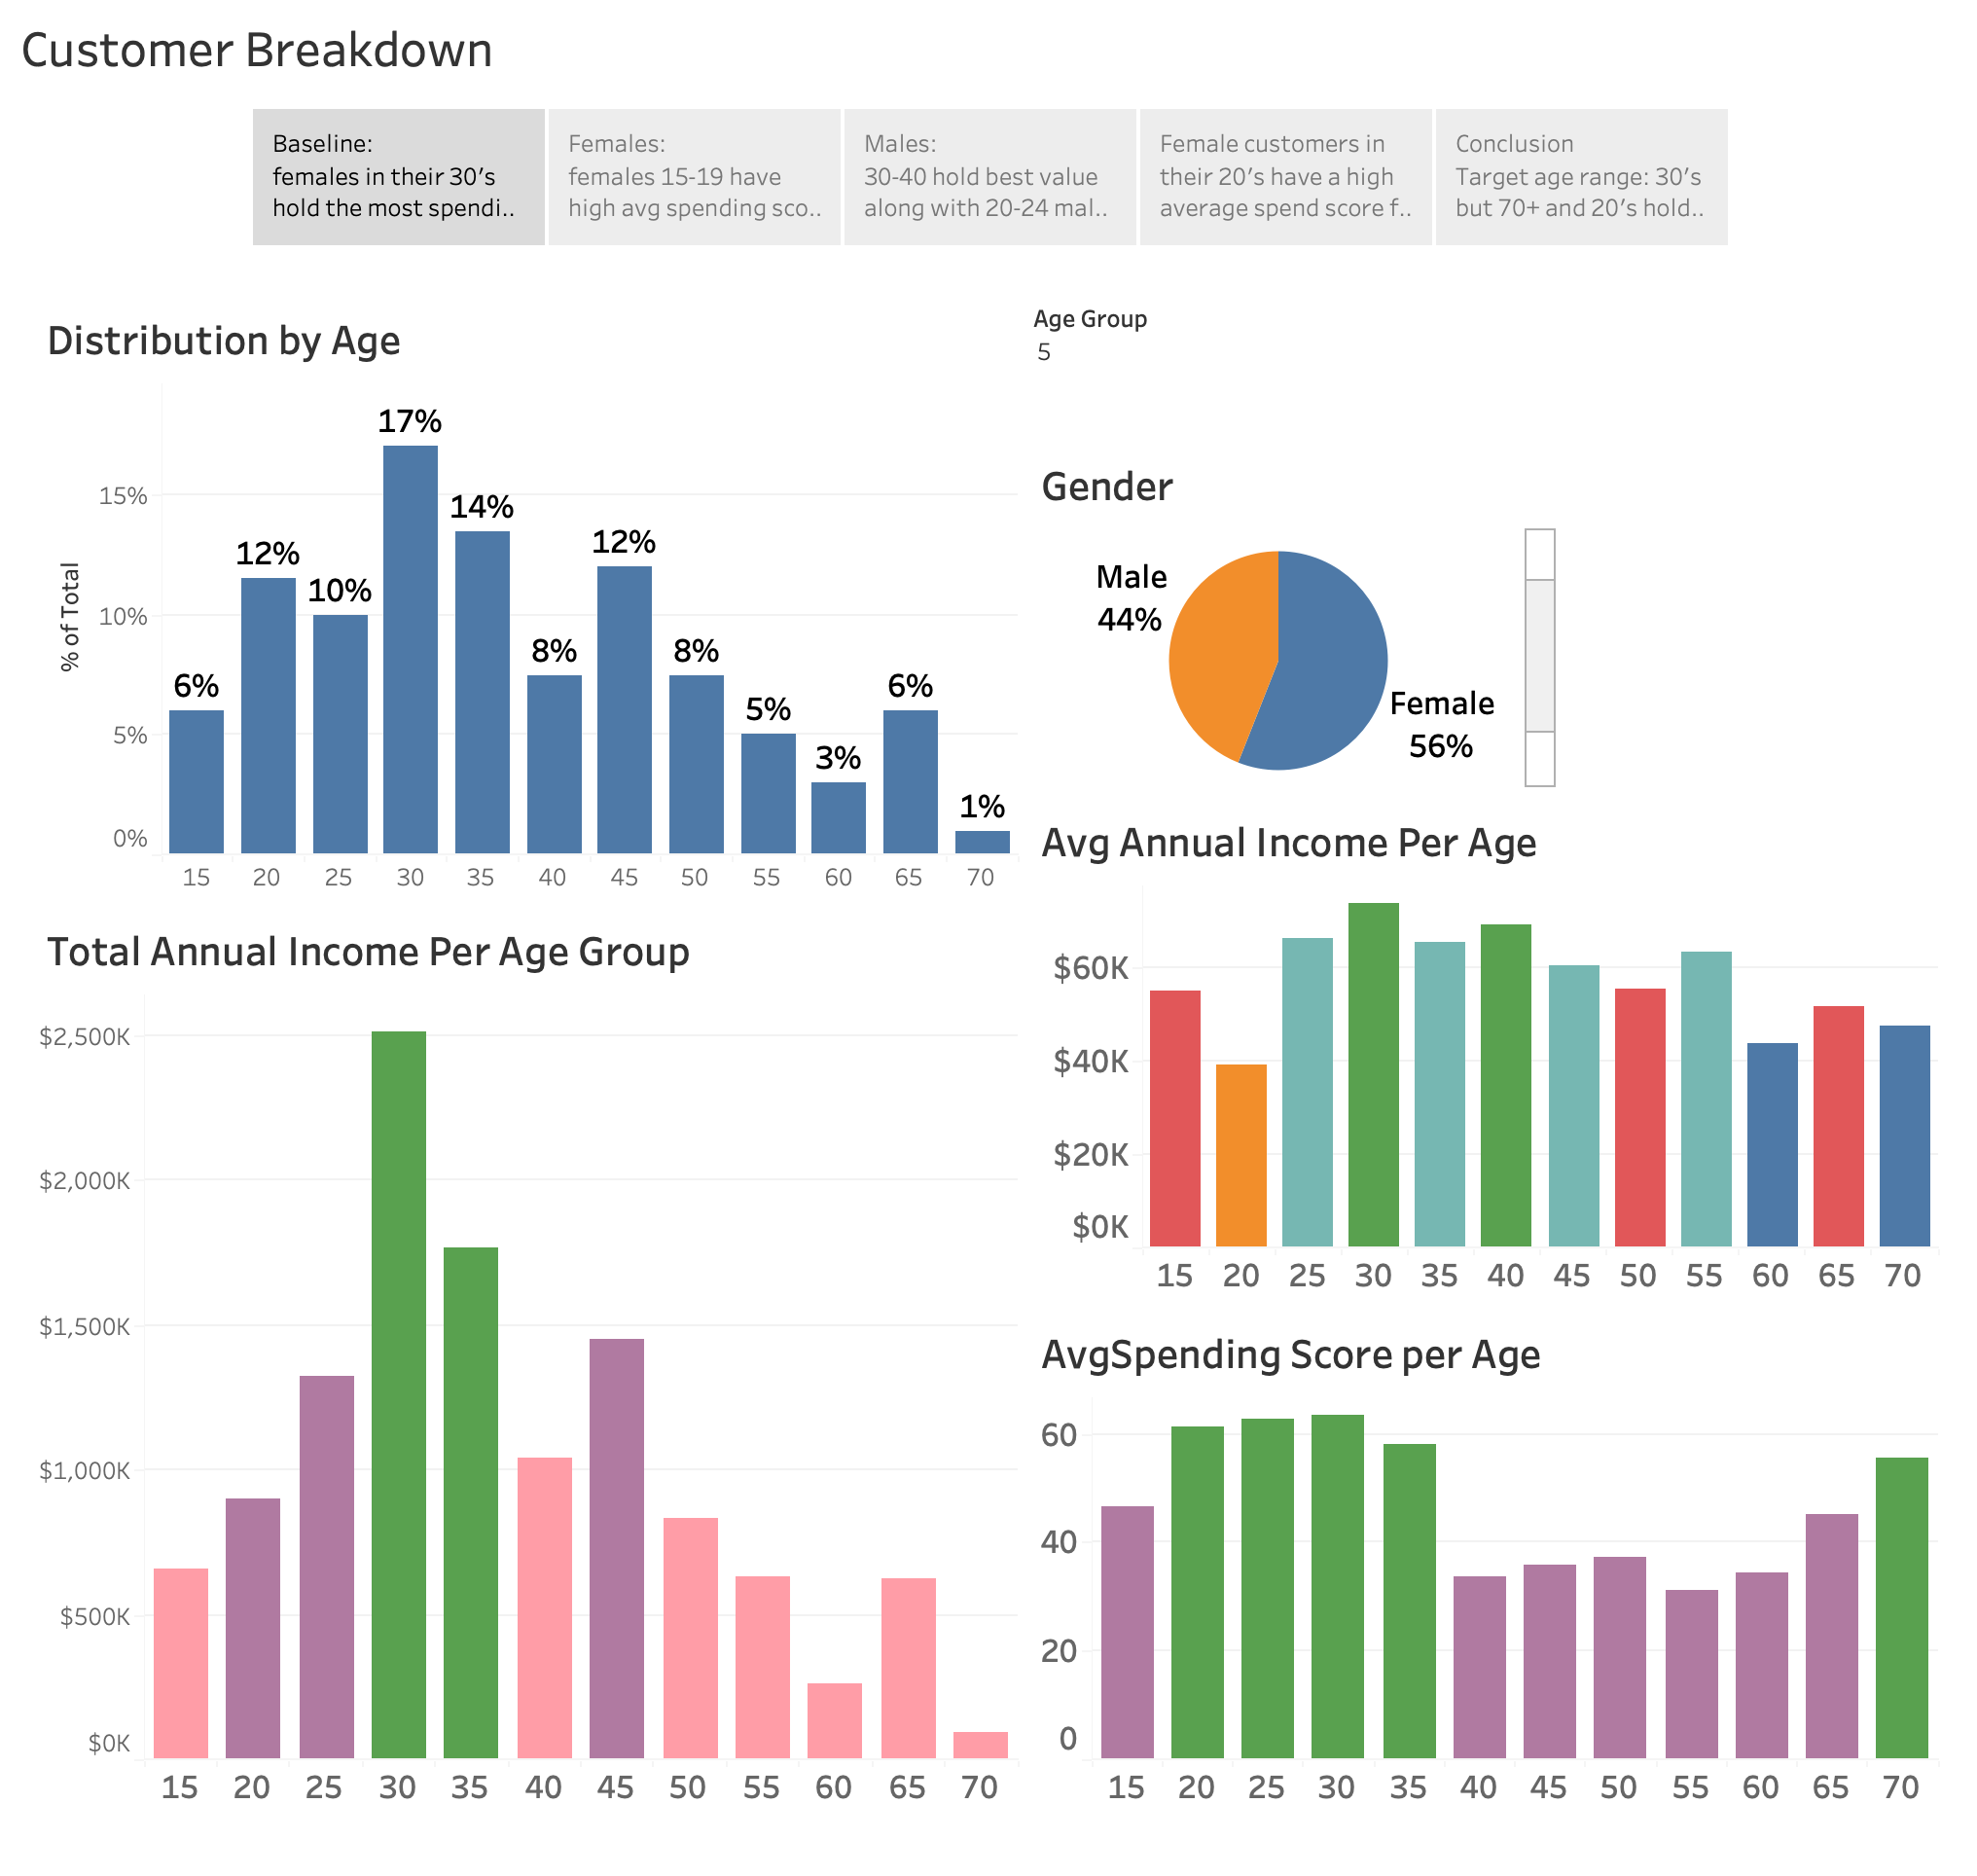 Customer Breakdown
Baseline:
females in their 30's
hold the most spendi..
Females:
females 15-19 have
high avg spending sco..
Males:
30-40 hold best value
along with 20-24 mal..
Female customers in
their 20's have a high
average spend score f..
Conclusion
Target age range: 30's
but 70+ and 20's hold..
Distribution by Age
% of Total
15%
10%
5%
0%
6%
12%
10%
17%
14%
8%
12%
8%
5%
3%
6%
1%
15 20 25 30 35 40 45 50 55 60 65 70
Age Group
5
Gender
Male
44%
Female
56%
Total Annual Income Per Age Group
$2,500K
$2,000K
$1,500K
$1,000K
$500K
$0K
15 20 25 30 35 40 45 50 55 60 65 70
Avg Annual Income Per Age
$60K
$40K
$20K
$0K
15 20 25 30 35 40 45 50 55 60 65 70
AvgSpending Score per Age
60
40
20
0
15 20 25 30 35 40 45 50 55 60 65 70